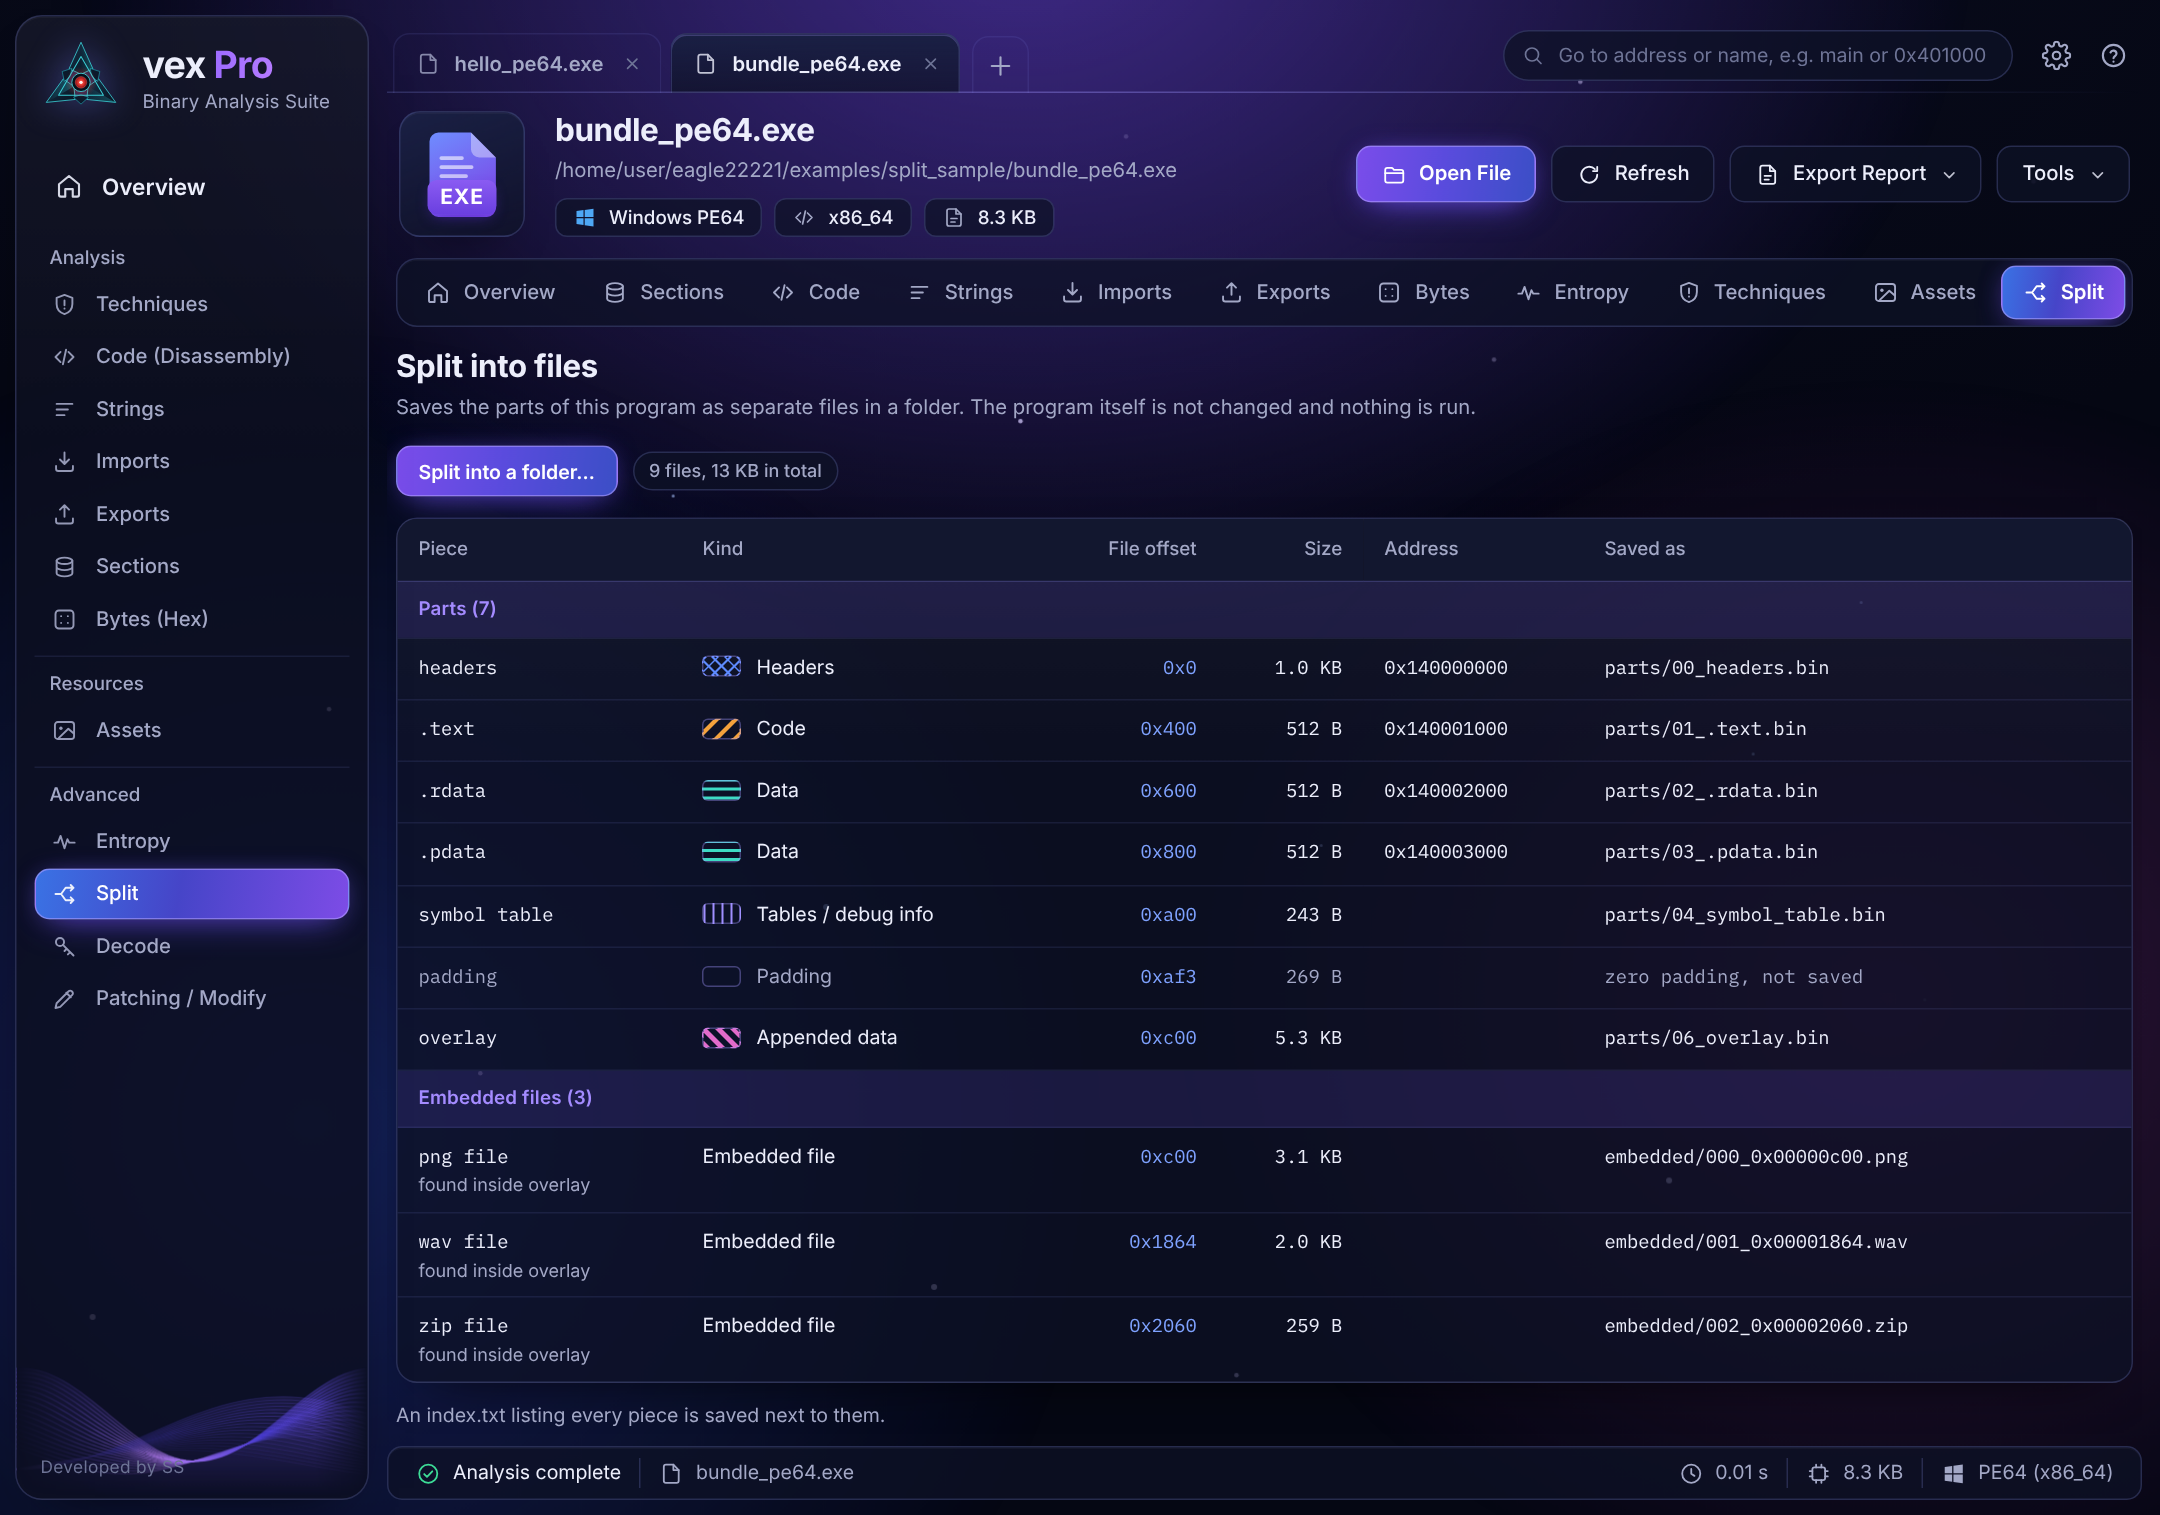 vex Pro
Binary Analysis Suite
Overview
Analysis
Techniques
Code (Disassembly)
Strings
Imports
Exports
Sections
Bytes (Hex)
Resources
Assets
Advanced
Entropy
Split
Decode
Patching / Modify
Developed by SS
hello_pe64.exe
bundle_pe64.exe
Go to address or name, e.g. main or 0x401000
EXE
bundle_pe64.exe
/home/user/eagle22221/examples/split_sample/bundle_pe64.exe
Windows PE64 x86_64 8.3 KB
Open File Refresh Export Report Tools
Overview Sections Code Strings Imports Exports Bytes Entropy Techniques Assets Split
Split into files
Saves the parts of this program as separate files in a folder. The program itself is not changed and nothing is run.
Split into a folder... 9 files, 13 KB in total
Piece Kind File offset Size Address Saved as
Parts (7)
headers Headers 0x0 1.0 KB 0x140000000 parts/00_headers.bin
.text Code 0x400 512 B 0x140001000 parts/01_.text.bin
.rdata Data 0x600 512 B 0x140002000 parts/02_.rdata.bin
.pdata Data 0x800 512 B 0x140003000 parts/03_.pdata.bin
symbol table Tables / debug info 0xa00 243 B parts/04_symbol_table.bin
padding Padding 0xaf3 269 B zero padding, not saved
overlay Appended data 0xc00 5.3 KB parts/06_overlay.bin
Embedded files (3)
png file Embedded file 0xc00 3.1 KB embedded/000_0x00000c00.png
found inside overlay
wav file Embedded file 0x1864 2.0 KB embedded/001_0x00001864.wav
found inside overlay
zip file Embedded file 0x2060 259 B embedded/002_0x00002060.zip
found inside overlay
An index.txt listing every piece is saved next to them.
Analysis complete bundle_pe64.exe 0.01 s 8.3 KB PE64 (x86_64)